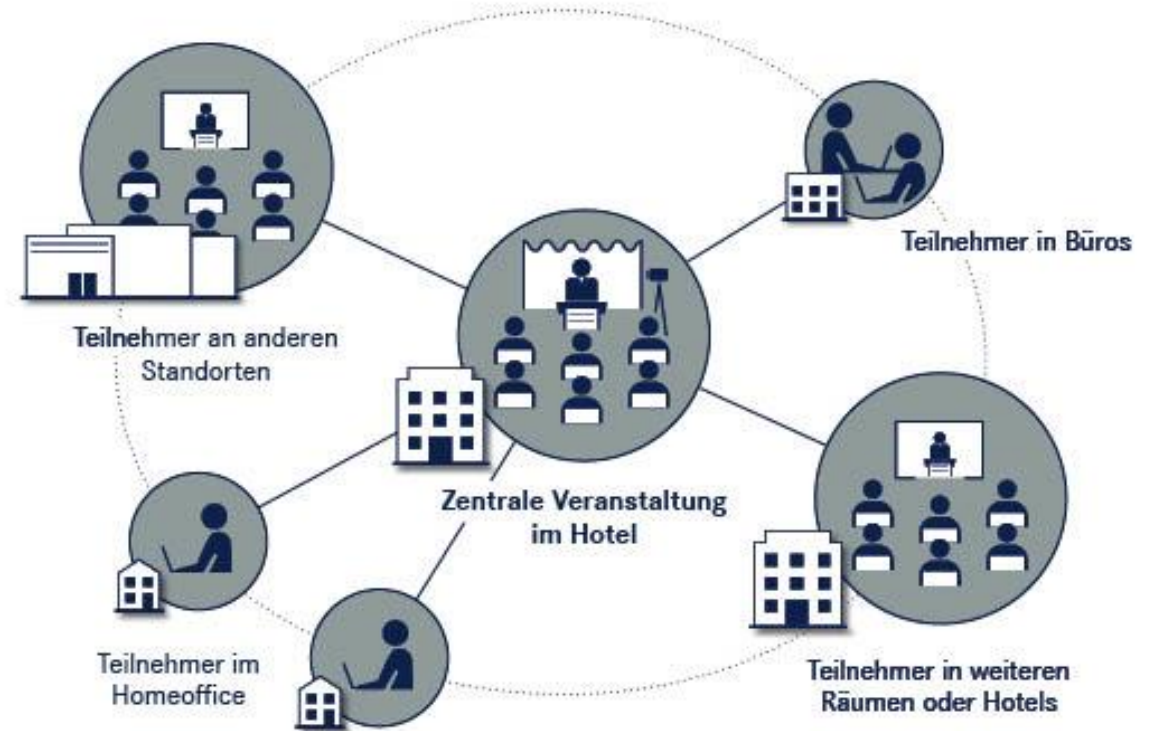 Teilnehmer in Büros
Teilnehmer an anderen
Standorten
Zentrale Veranstaltung
im Hotel
Teilnehmer im
Homeoffice
Teilnehmer in weiteren
Räumen oder Hotels